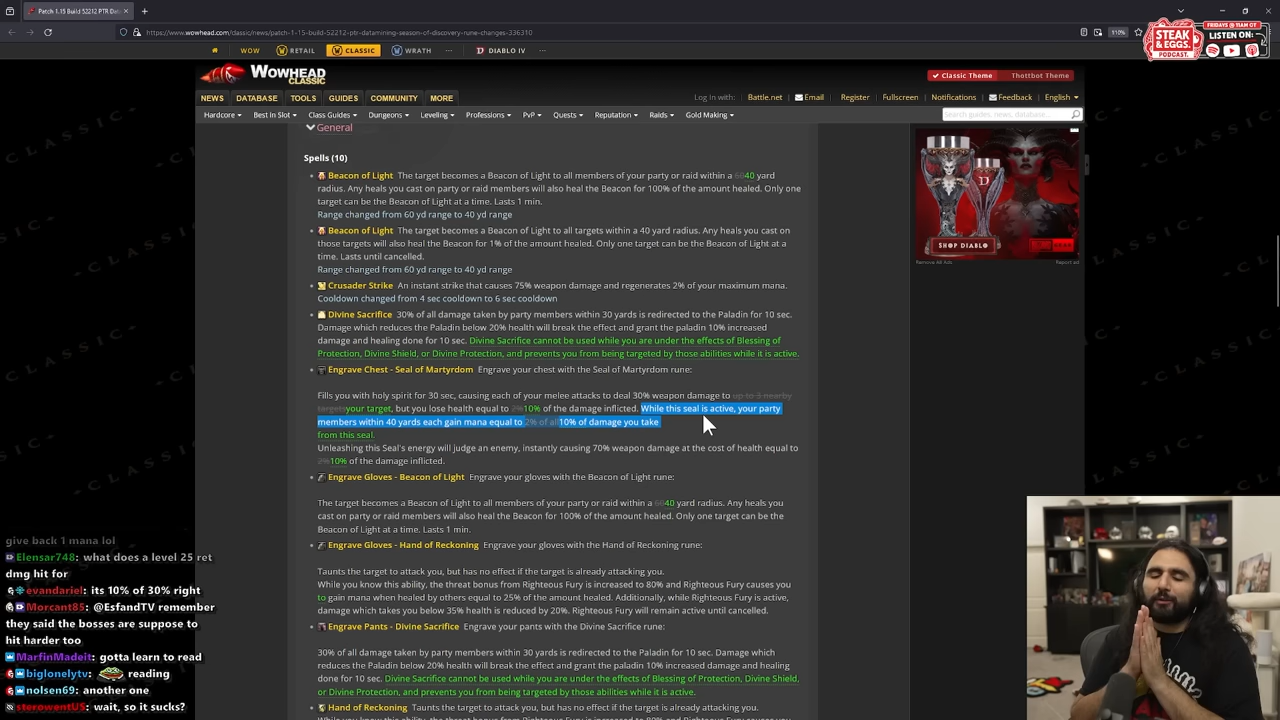 Patch 1.15 Build 52212 PTR Dat
https://www.wowhead.com/classic/news/patch-1-15-build-52212-ptr-datamining-season-of-discovery-rune-changes-336310
110%
WOW RETAIL CLASSIC WRATH ... DIABLO IV ...
FRIDAYS @ 11AM CT
STEAK & EGGS
PODCAST
LISTEN ON:
WOWHEAD
CLASSIC
Classic Theme Thottbot Theme
NEWS DATABASE TOOLS GUIDES COMMUNITY MORE
Log in with: Battle.net Email Register Fullscreen Notifications Feedback English
Hardcore Best in Slot Class Guides Dungeons Leveling Professions PvP Quests Reputation Raids Gold Making
Search guides, news, database...
General
Spells (10)
Beacon of Light The target becomes a Beacon of Light to all members of your party or raid within a 6040 yard
radius. Any heals you cast on party or raid members will also heal the Beacon for 100% of the amount healed. Only one
target can be the Beacon of Light at a time. Lasts 1 min.
Range changed from 60 yd range to 40 yd range
Beacon of Light The target becomes a Beacon of Light to all targets within a 40 yard radius. Any heals you cast on
those targets will also heal the Beacon for 1% of the amount healed. Only one target can be the Beacon of Light at a
time. Lasts until cancelled.
Range changed from 60 yd range to 40 yd range
Crusader Strike An instant strike that causes 75% weapon damage and regenerates 2% of your maximum mana.
Cooldown changed from 4 sec cooldown to 6 sec cooldown
Divine Sacrifice 30% of all damage taken by party members within 30 yards is redirected to the Paladin for 10 sec.
Damage which reduces the Paladin below 20% health will break the effect and grant the paladin 10% increased
damage and healing done for 10 sec. Divine Sacrifice cannot be used while you are under the effects of Blessing of
Protection, Divine Shield, or Divine Protection, and prevents you from being targeted by those abilities while it is active.
Engrave Chest - Seal of Martyrdom Engrave your chest with the Seal of Martyrdom rune:
Fills you with holy spirit for 30 sec, causing each of your melee attacks to deal 30% weapon damage to up to 3 nearby
targetsyour target, but you lose health equal to 2%10% of the damage inflicted. While this seal is active, your party
members within 40 yards each gain mana equal to 2% of all10% of damage you take
from this seal.
Unleashing this Seal's energy will judge an enemy, instantly causing 70% weapon damage at the cost of health equal to
2%10% of the damage inflicted.
Engrave Gloves - Beacon of Light Engrave your gloves with the Beacon of Light rune:
The target becomes a Beacon of Light to all members of your party or raid within a 6040 yard radius. Any heals you
cast on party or raid members will also heal the Beacon for 100% of the amount healed. Only one target can be the
Beacon of Light at a time. Lasts 1 min.
Engrave Gloves - Hand of Reckoning Engrave your gloves with the Hand of Reckoning rune:
Taunts the target to attack you, but has no effect if the target is already attacking you.
While you know this ability, the threat bonus from Righteous Fury is increased to 80% and Righteous Fury causes you
to gain mana when healed by others equal to 25% of the amount healed. Additionally, while Righteous Fury is active,
damage which takes you below 35% health is reduced by 20%. Righteous Fury will remain active until cancelled.
Engrave Pants - Divine Sacrifice Engrave your pants with the Divine Sacrifice rune:
30% of all damage taken by party members within 30 yards is redirected to the Paladin for 10 sec. Damage which
reduces the Paladin below 20% health will break the effect and grant the paladin 10% increased damage and healing
done for 10 sec. Divine Sacrifice cannot be used while you are under the effects of Blessing of Protection, Divine Shield,
or Divine Protection, and prevents you from being targeted by those abilities while it is active.
Hand of Reckoning Taunts the target to attack you, but has no effect if the target is already attacking you.
SHOP DIABLO
Remove All Ads Report ad
CLASSIC
give back 1 mana lol
Elensar748: what does a level 25 ret
dmg hit for
evandariel: its 10% of 30% right
Morcant85: @EsfandTV remember
they said the bosses are suppose to
hit harder too
MarfinMadeit: gotta learn to read
biglonelytv: reading
nolsen69: another one
sterowentUS: wait, so it sucks?